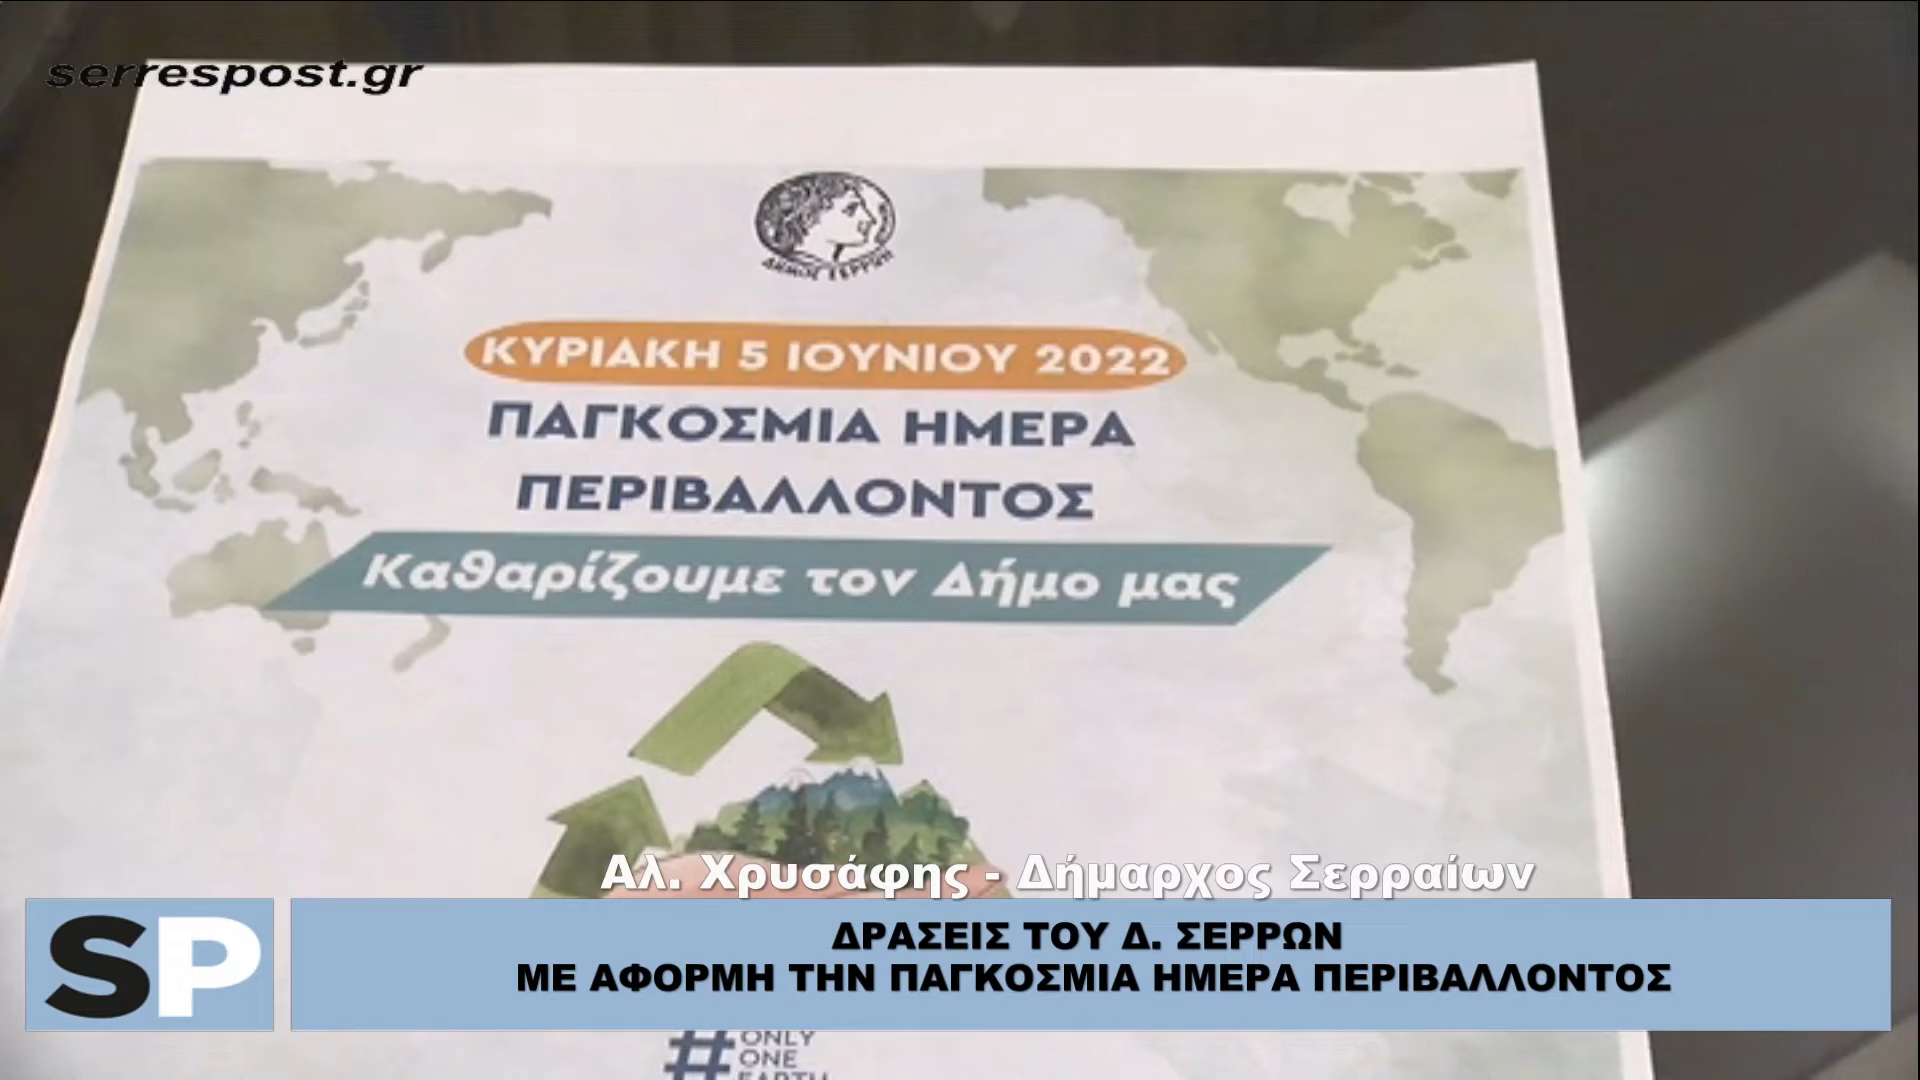 serrespost.gr
ΔΗΜΟΣ ΣΕΡΡΩΝ
ΚΥΡΙΑΚΗ 5 ΙΟΥΝΙΟΥ 2022
ΠΑΓΚΟΣΜΙΑ ΗΜΕΡΑ
ΠΕΡΙΒΑΛΛΟΝΤΟΣ
Καθαρίζουμε τον Δήμο μας
Αλ. Χρυσάφης - Δήμαρχος Σερραίων
SP
ΔΡΑΣΕΙΣ ΤΟΥ Δ. ΣΕΡΡΩΝ
ΜΕ ΑΦΟΡΜΗ ΤΗΝ ΠΑΓΚΟΣΜΙΑ ΗΜΕΡΑ ΠΕΡΙΒΑΛΛΟΝΤΟΣ
# ONLY
ONE
EARTH